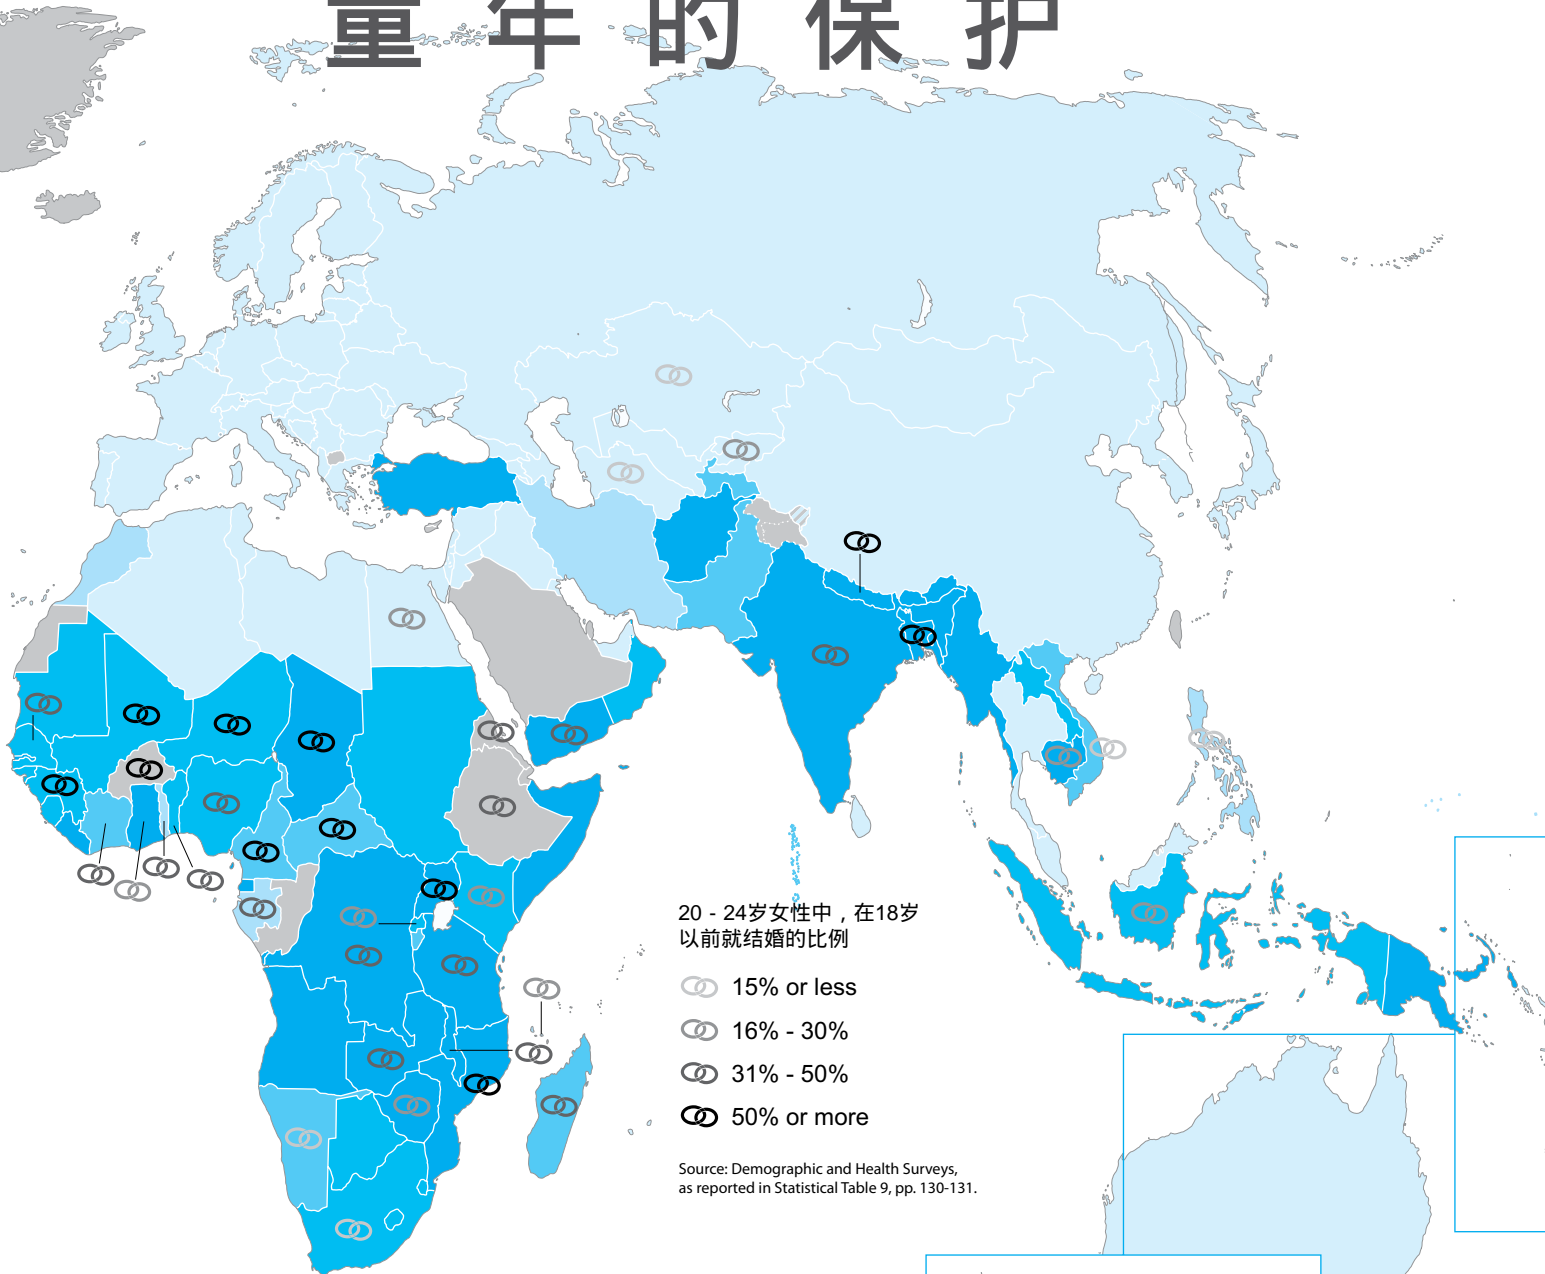 童年的保护
20 - 24岁女性中，在18岁
以前就结婚的比例
15% or less
16% - 30%
31% - 50%
50% or more
Source: Demographic and Health Surveys,
as reported in Statistical Table 9, pp. 130-131.